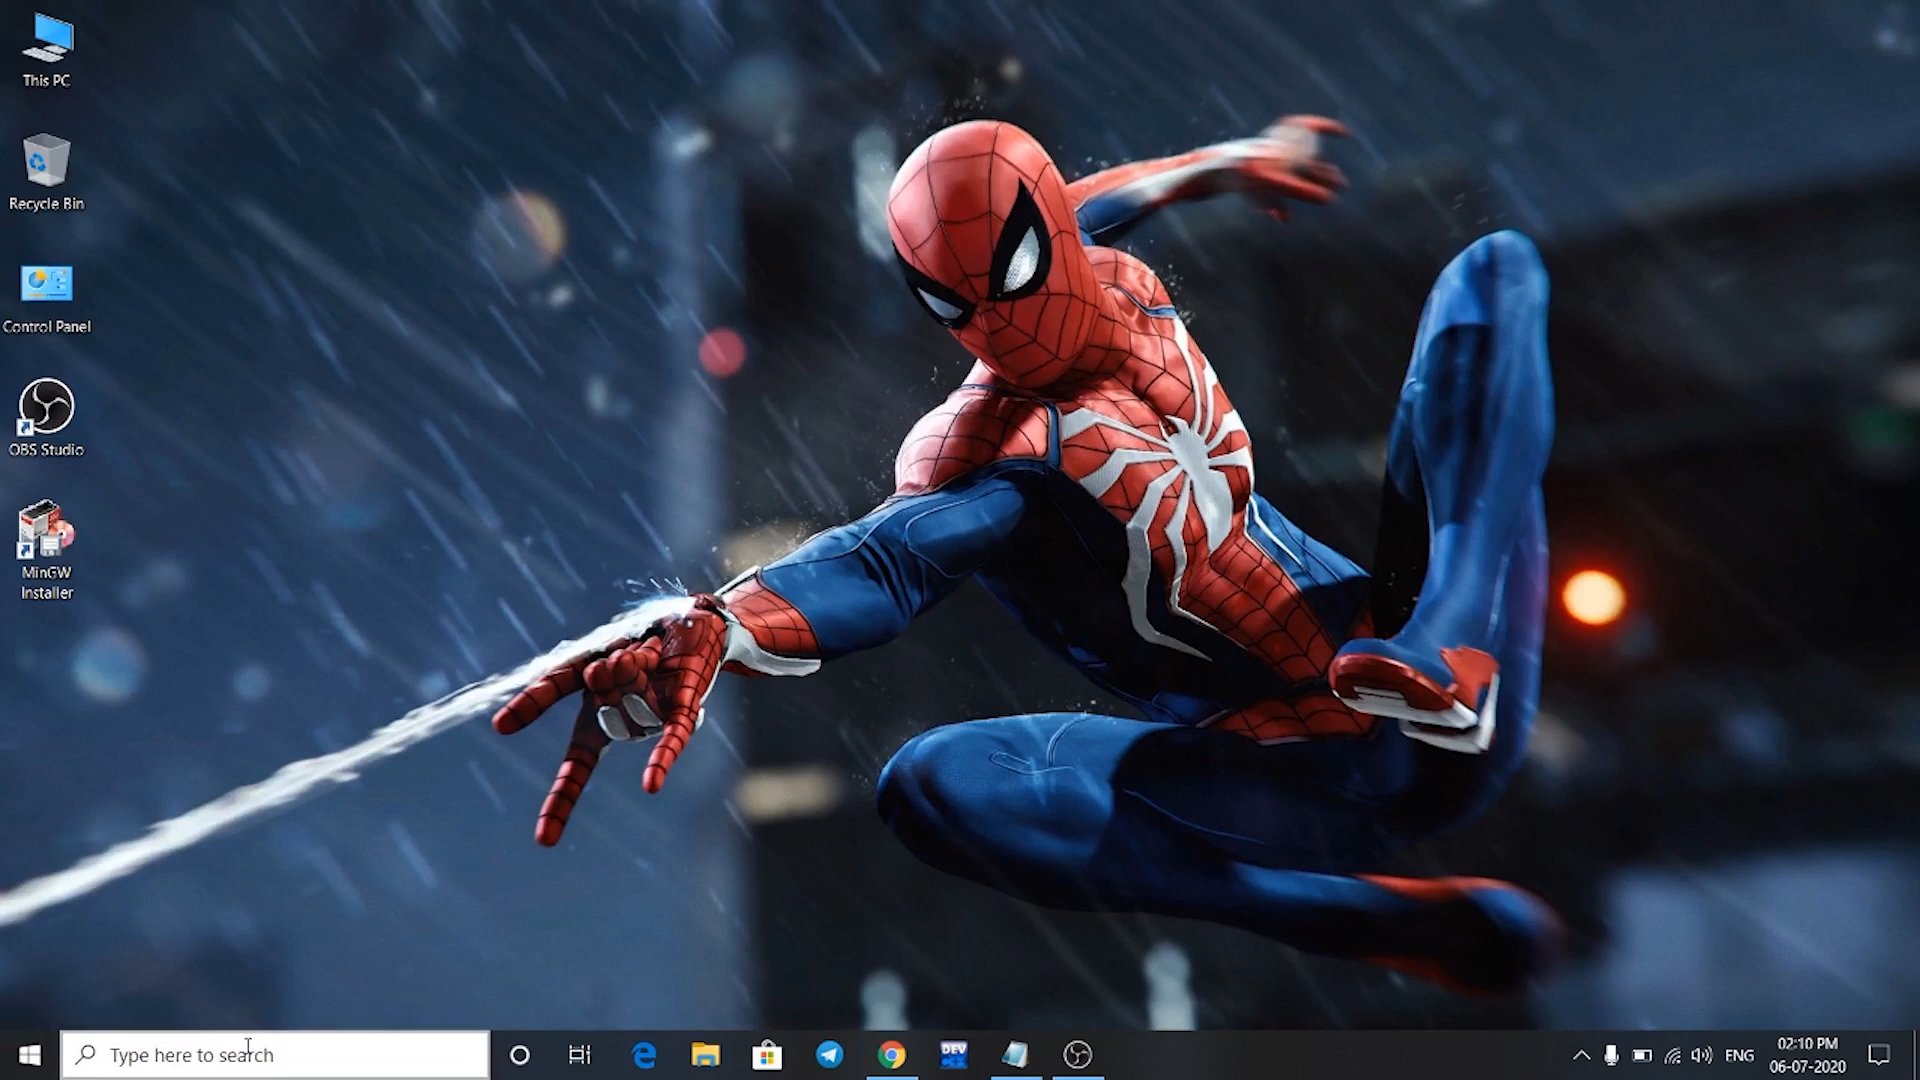 This PC
Recycle Bin
Control Panel
OBS Studio
MinGW
Installer
Type here to search
DEV
C++
ENG
02:10 PM
06-07-2020